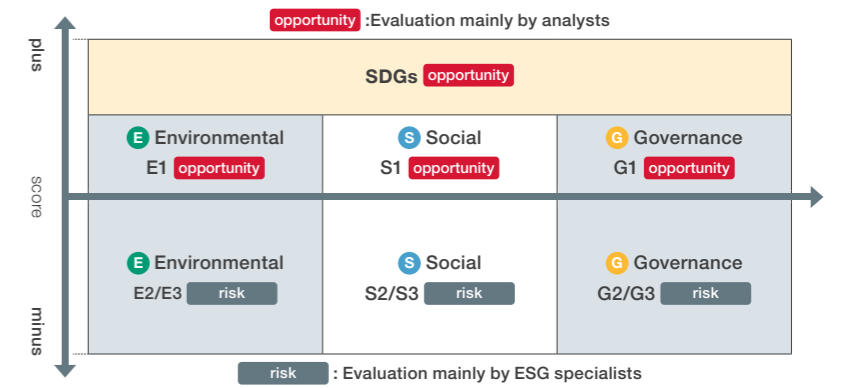 opportunity :Evaluation mainly by analysts
plus
score
minus
SDGs opportunity
E Environmental
E1 opportunity
S Social
S1 opportunity
G Governance
G1 opportunity
E Environmental
E2/E3 risk
S Social
S2/S3 risk
G Governance
G2/G3 risk
risk : Evaluation mainly by ESG specialists